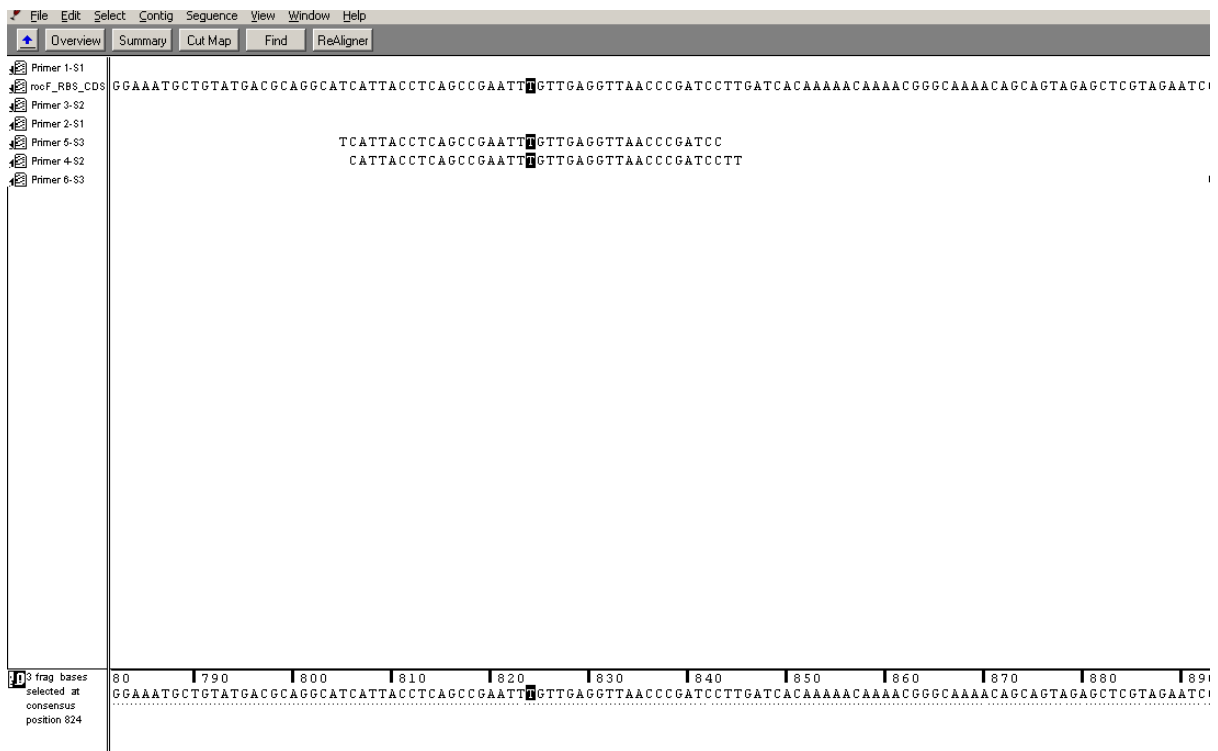 File Edit Select Contig Sequence View Window Help
Overview Summary Cut Map Find ReAligner
Primer 1-S1
rocF_RBS_CDS GGAAATGCTGTATGACGCAGGCATCATTACCTCAGCCGAATTTGTTGAGGTTAACCCGATCCTTGATCACAAAAACAAAACGGGCAAAACAGCAGTAGAGCTCGTAGAATC
Primer 3-S2
Primer 2-S1
Primer 5-S3 TCATTACCTCAGCCGAATTTGTTGAGGTTAACCCGATCC
Primer 4-S2 CATTACCTCAGCCGAATTTGTTGAGGTTAACCCGATCCTT
Primer 6-S3
3 frag bases selected at consensus position 824
80 790 800 810 820 830 840 850 860 870 880 89
GGAAATGCTGTATGACGCAGGCATCATTACCTCAGCCGAATTTGTTGAGGTTAACCCGATCCTTGATCACAAAAACAAAACGGGCAAAACAGCAGTAGAGCTCGTAGAATC